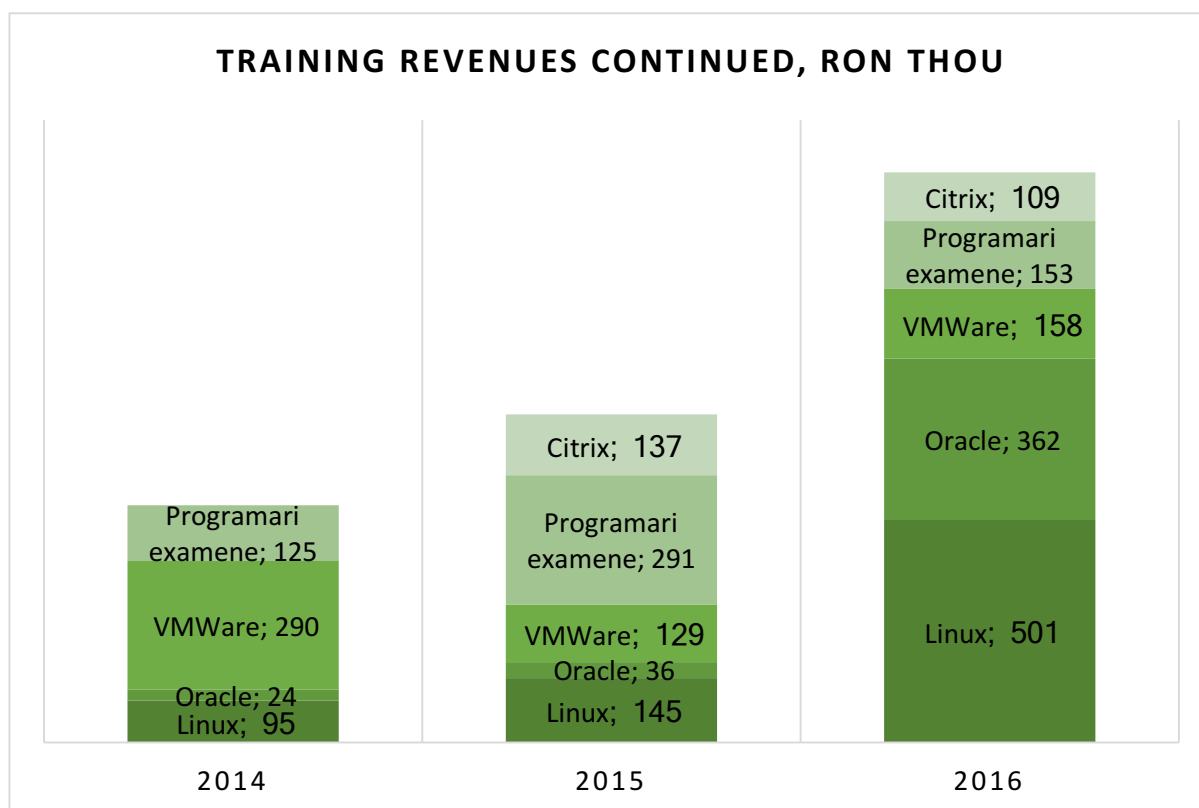 TRAINING REVENUES CONTINUED, RON THOU
Citrix; 109
Programari
examene; 153
VMWare; 158
Oracle; 362
Linux; 501
Citrix; 137
Programari
examene; 291
VMWare; 129
Oracle; 36
Linux; 145
Programari
examene; 125
VMWare; 290
Oracle; 24
Linux; 95
2014 2015 2016